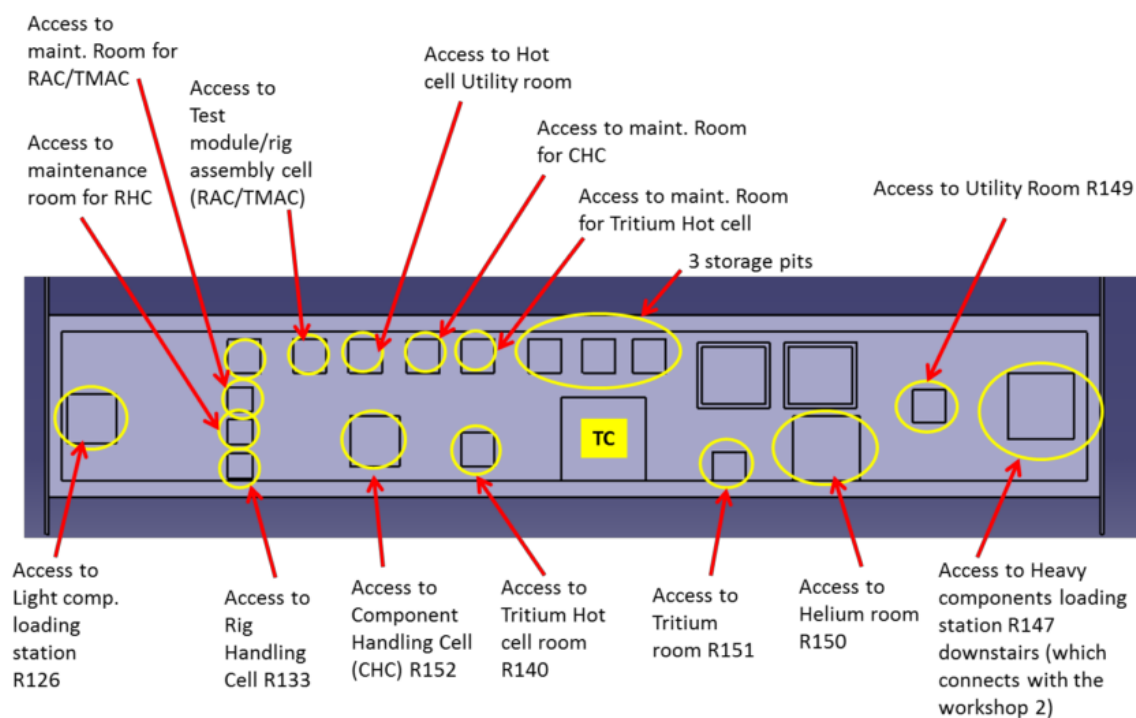 Access to
maint. Room for
RAC/TMAC
Access to
Test
module/rig
assembly cell
(RAC/TMAC)
Access to Hot
cell Utility room
Access to
maintenance
room for RHC
Access to maint. Room
for CHC
Access to maint. Room
for Tritium Hot cell
Access to Utility Room R149
3 storage pits
TC
Access to
Light comp.
loading
station
R126
Access to
Rig
Handling
Cell R133
Access to
Component
Handling Cell
(CHC) R152
Access to
Tritium Hot
cell room
R140
Access to
Tritium
room R151
Access to
Helium room
R150
Access to Heavy
components loading
station R147
downstairs (which
connects with the
workshop 2)